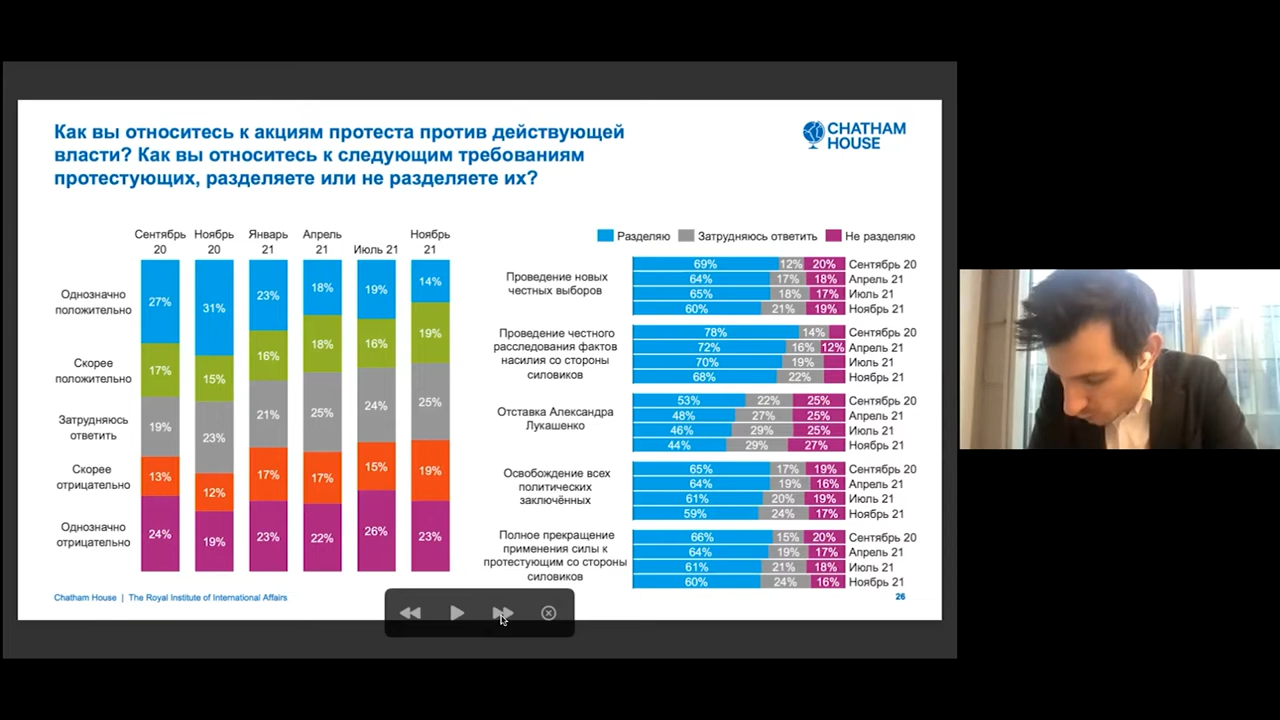 Как вы относитесь к акциям протеста против действующей
власти? Как вы относитесь к следующим требованиям
протестующих, разделяете или не разделяете их?
CHATHAM
HOUSE
Сентябрь
20
Ноябрь
20
Январь
21
Апрель
21
Июль 21
Ноябрь
21
Однозначно
положительно
27%
31%
23%
18%
19%
14%
Скорее
положительно
17%
15%
16%
18%
16%
19%
Затрудняюсь
ответить
19%
23%
21%
25%
24%
25%
Скорее
отрицательно
13%
12%
17%
17%
15%
19%
Однозначно
отрицательно
24%
19%
23%
22%
26%
23%
Разделяю
Затрудняюсь ответить
Не разделяю
Проведение новых
честных выборов
69% 12% 20% Сентябрь 20
64% 17% 18% Апрель 21
65% 18% 17% Июль 21
60% 21% 19% Ноябрь 21
Проведение честного
расследования фактов
насилия со стороны
силовиков
78% 14% Сентябрь 20
72% 16% 12% Апрель 21
70% 19% Июль 21
68% 22% Ноябрь 21
Отставка Александра
Лукашенко
53% 22% 25% Сентябрь 20
48% 27% 25% Апрель 21
46% 29% 25% Июль 21
44% 29% 27% Ноябрь 21
Освобождение всех
политических
заключённых
65% 17% 19% Сентябрь 20
64% 19% 16% Апрель 21
61% 20% 19% Июль 21
59% 24% 17% Ноябрь 21
Полное прекращение
применения силы к
протестующим со стороны
силовиков
66% 15% 20% Сентябрь 20
64% 19% 17% Апрель 21
61% 21% 18% Июль 21
60% 24% 16% Ноябрь 21
Chatham House | The Royal Institute of International Affairs
26